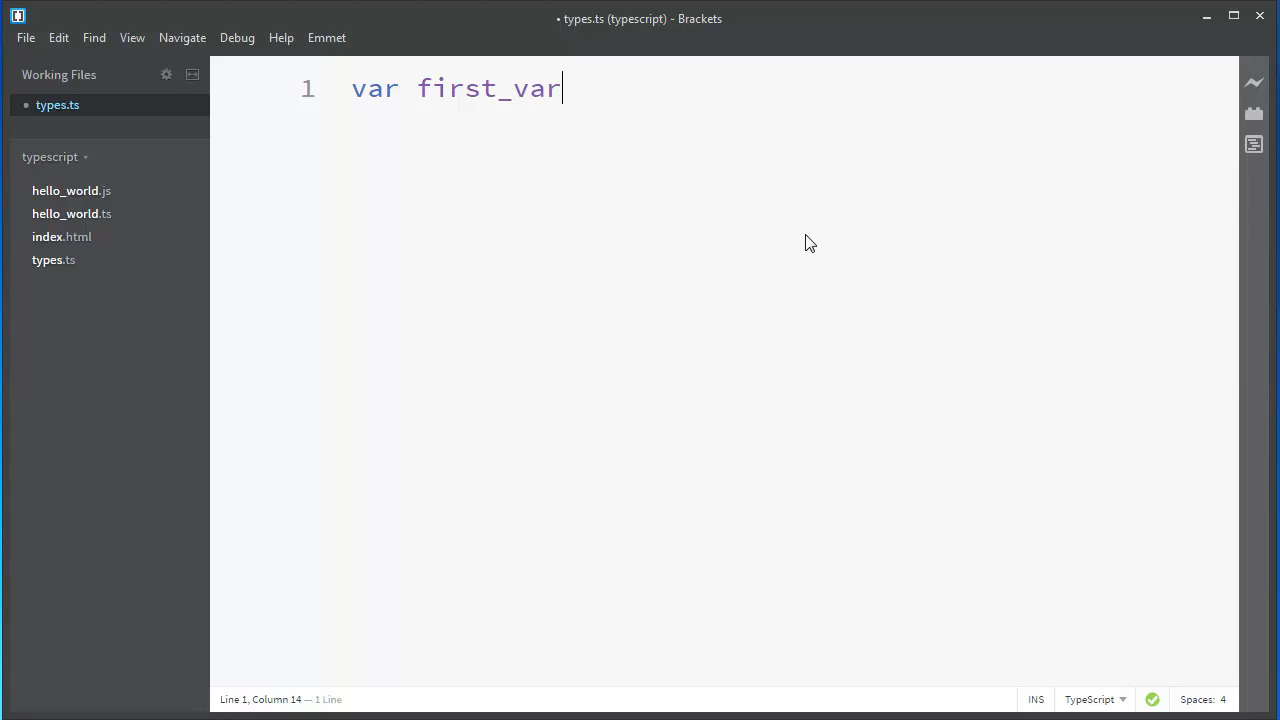 • types.ts (typescript) - Brackets
File Edit Find View Navigate Debug Help Emmet
Working Files
• types.ts
typescript
hello_world.js
hello_world.ts
index.html
types.ts
1 var first_var
Line 1, Column 14 — 1 Line
INS
TypeScript
Spaces: 4